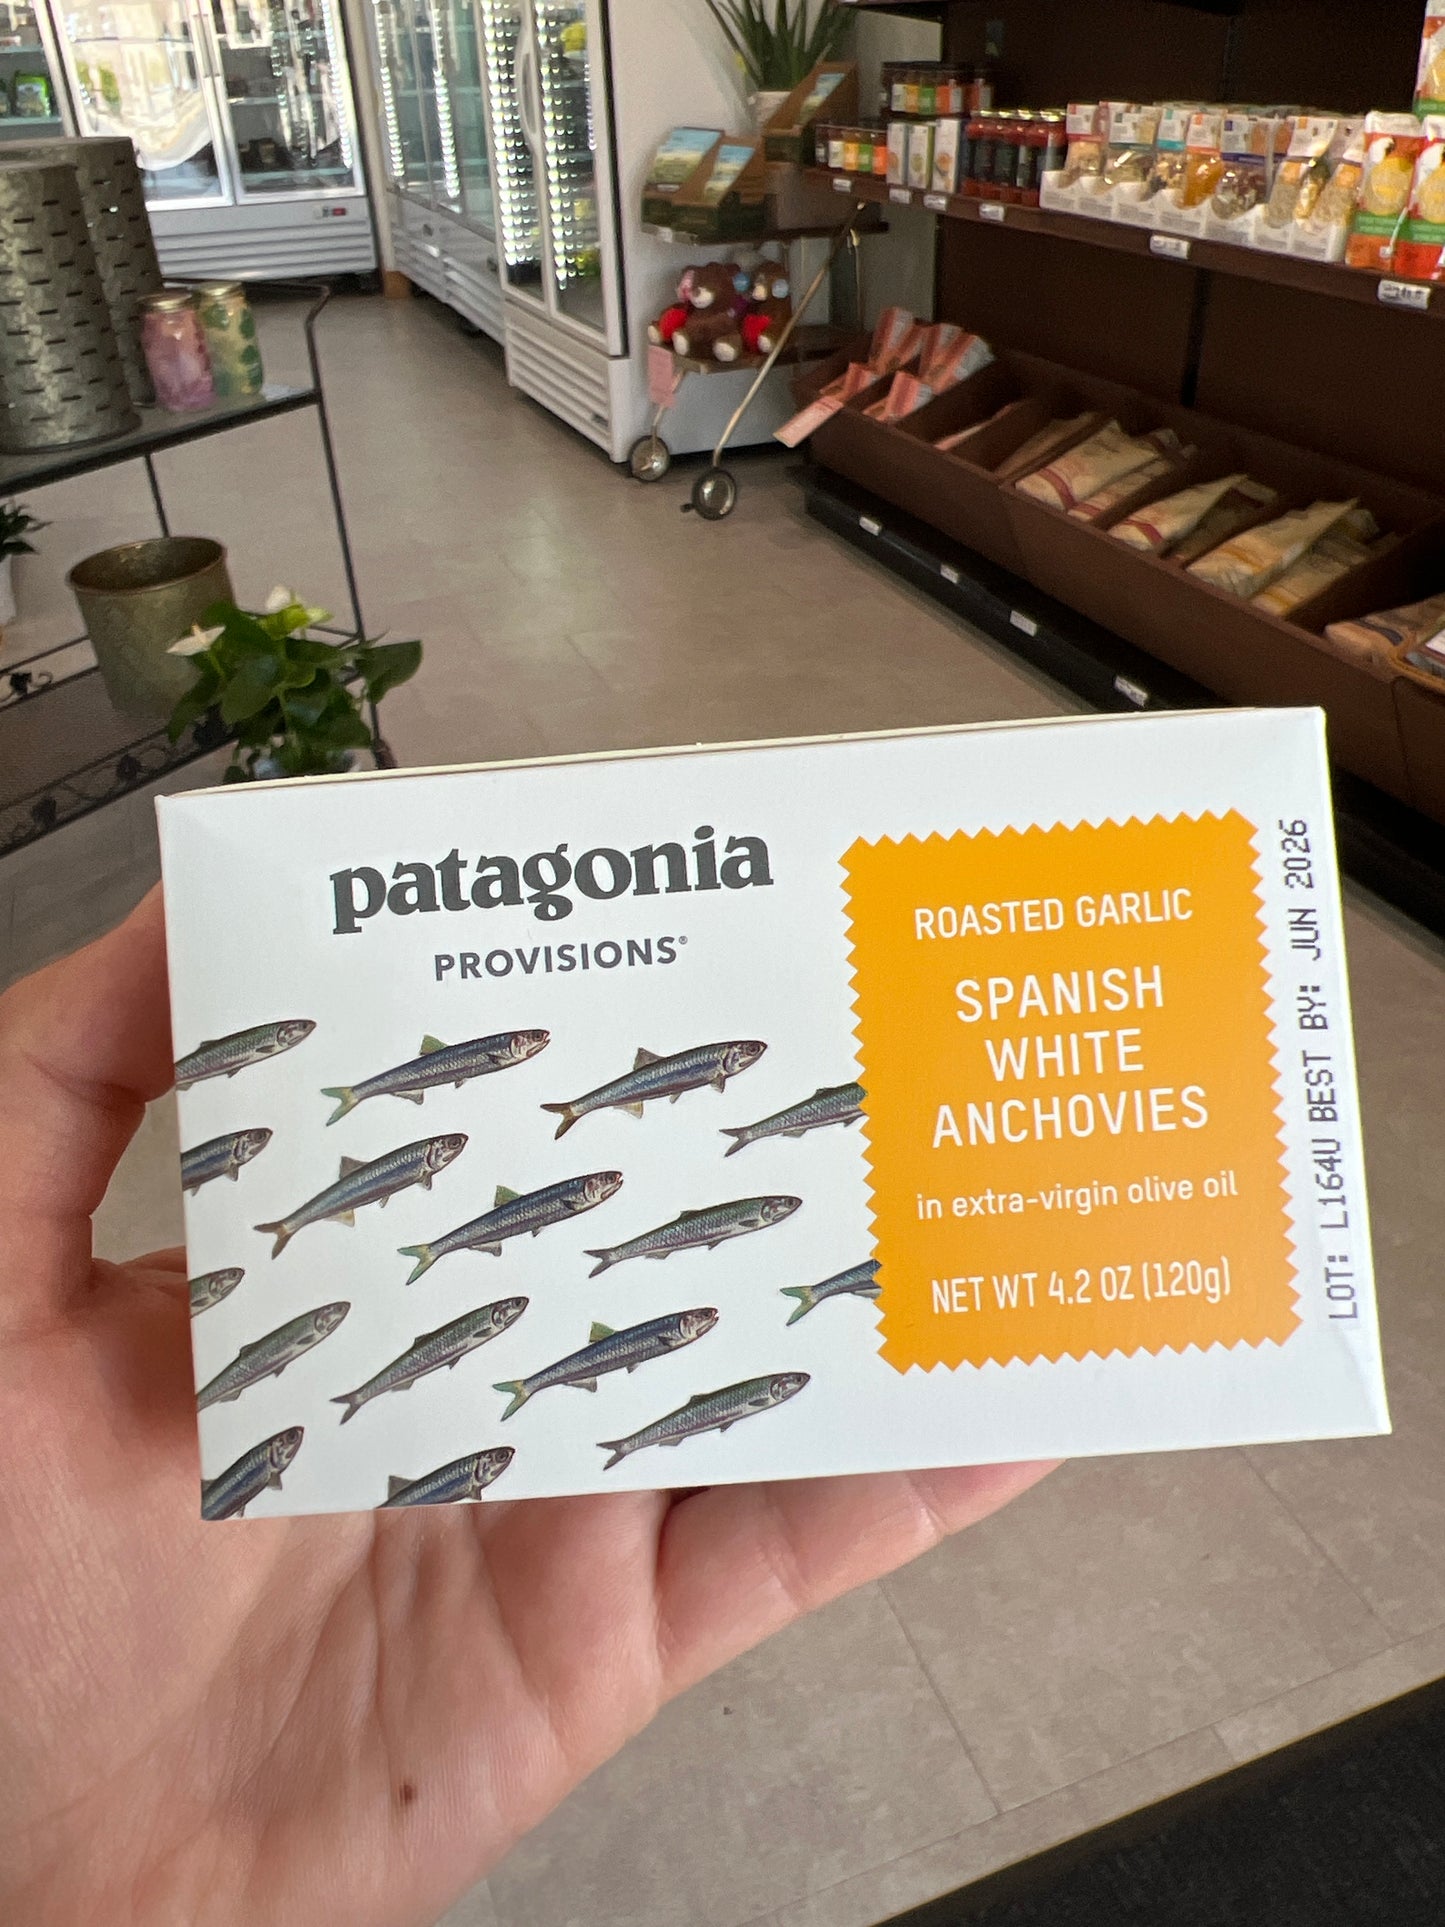 patagonia
PROVISIONS®
ROASTED GARLIC
SPANISH
WHITE
ANCHOVIES
in extra-virgin olive oil
NET WT 4.2 OZ (120g)
LOT: L164U BEST BY: JUN 2026